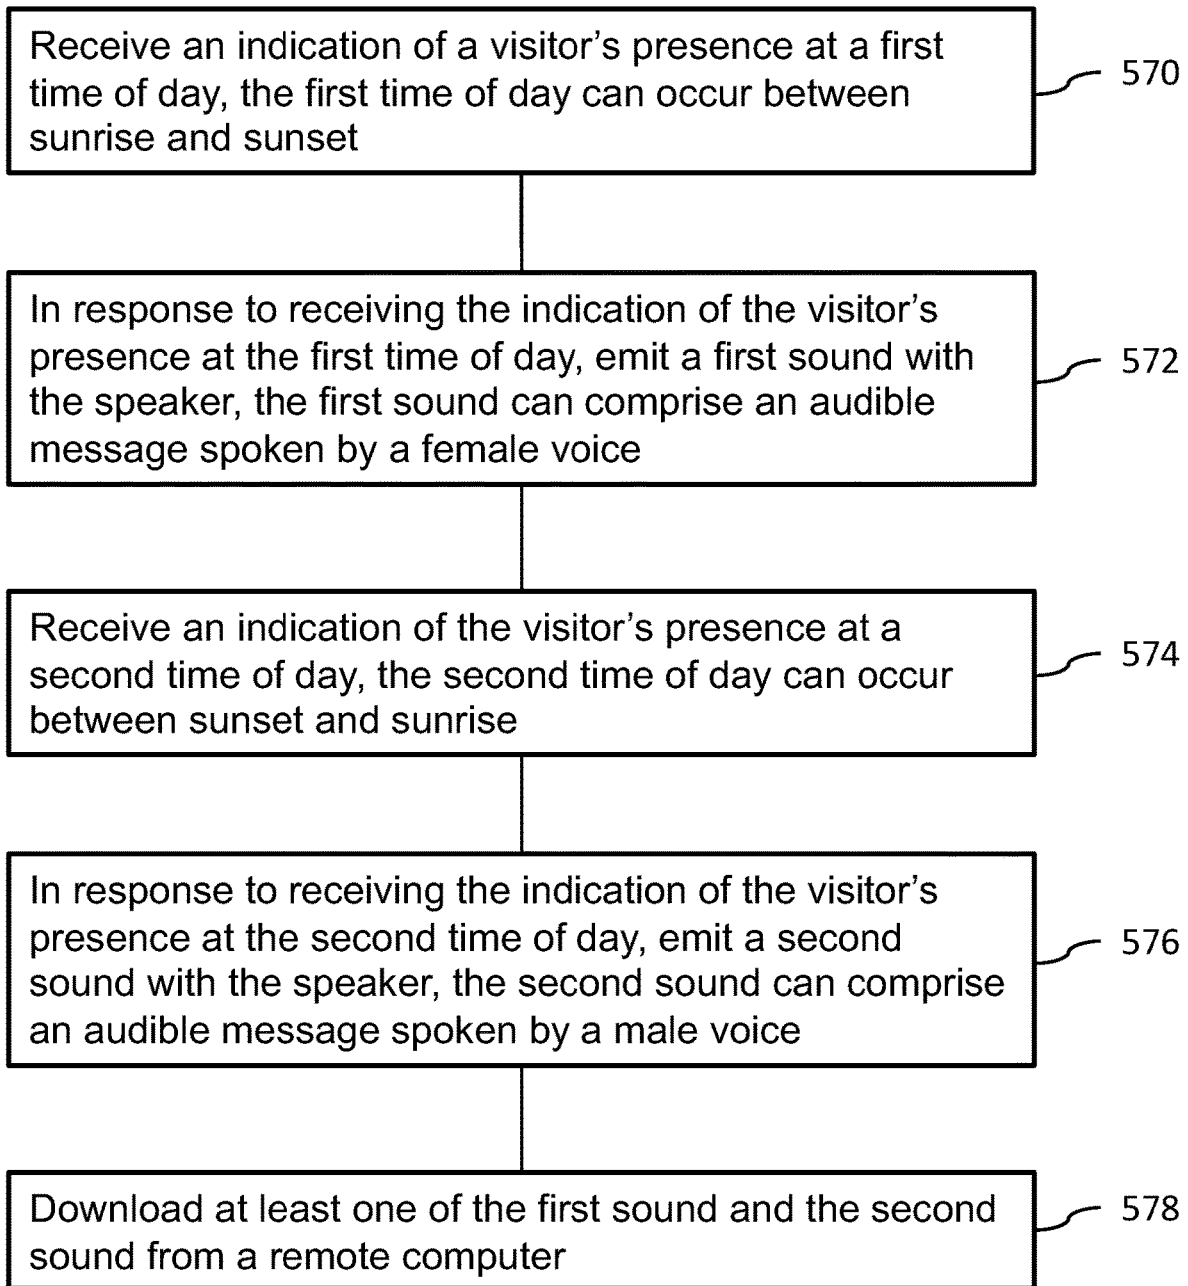 Receive an indication of a visitor’s presence at a first
time of day, the first time of day can occur between
sunrise and sunset
570
In response to receiving the indication of the visitor’s
presence at the first time of day, emit a first sound with
the speaker, the first sound can comprise an audible
message spoken by a female voice
572
Receive an indication of the visitor’s presence at a
second time of day, the second time of day can occur
between sunset and sunrise
574
In response to receiving the indication of the visitor’s
presence at the second time of day, emit a second
sound with the speaker, the second sound can comprise
an audible message spoken by a male voice
576
Download at least one of the first sound and the second
sound from a remote computer
578